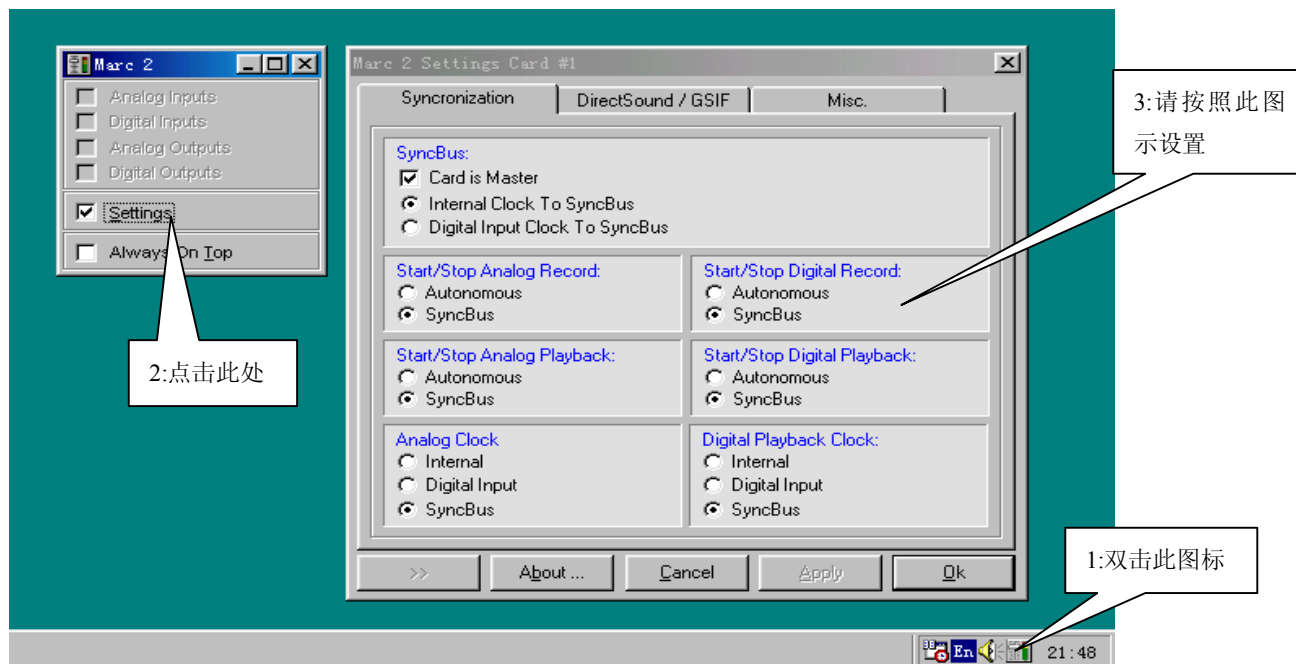 Marc 2
Analog Inputs
Digital Inputs
Analog Outputs
Digital Outputs
Settings
Always On Top
2:点击此处
Marc 2 Settings Card #1
Syncronization
DirectSound / GSIF
Misc.
SyncBus:
Card is Master
Internal Clock To SyncBus
Digital Input Clock To SyncBus
Start/Stop Analog Record:
Autonomous
SyncBus
Start/Stop Digital Record:
Autonomous
SyncBus
Start/Stop Analog Playback:
Autonomous
SyncBus
Start/Stop Digital Playback:
Autonomous
SyncBus
Analog Clock
Internal
Digital Input
SyncBus
Digital Playback Clock:
Internal
Digital Input
SyncBus
>>
About ...
Cancel
Apply
Ok
3:请按照此图
示设置
1:双击此图标
En
21:48